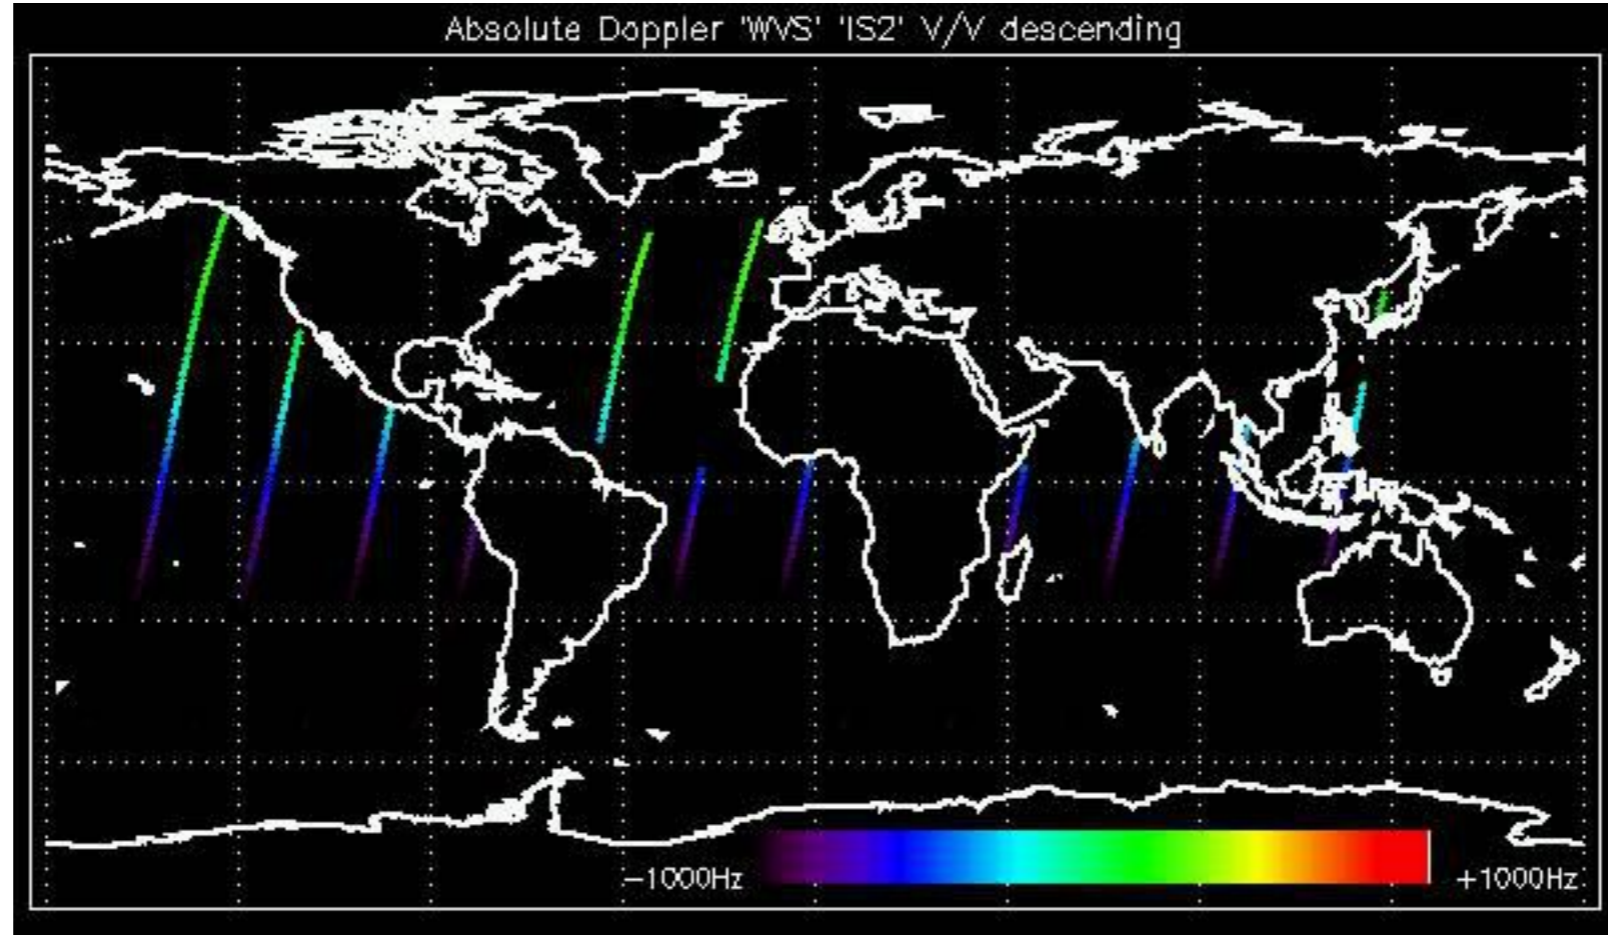 Absolute Doppler 'WVS' 'IS2' V/V descending
−1000Hz
+1000Hz